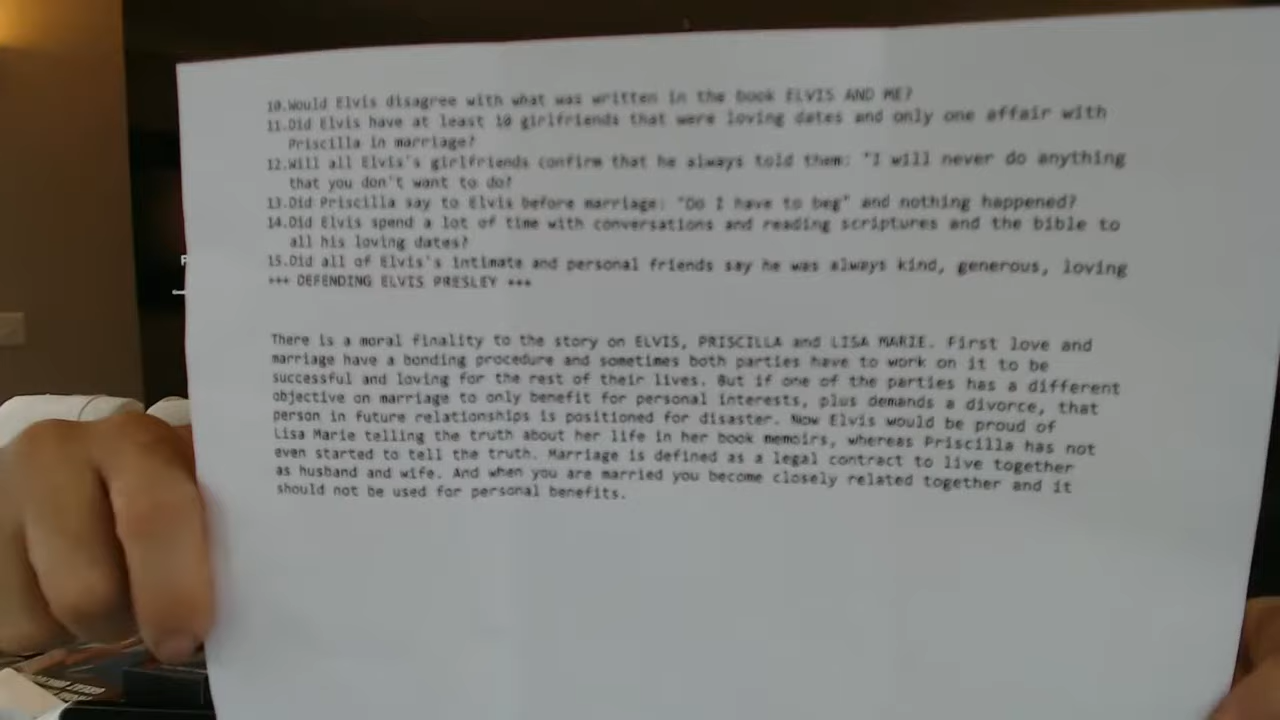 10.Would Elvis disagree with what was written in the book ELVIS AND ME?
11.Did Elvis have at least 10 girlfriends that were loving dates and only one affair with
Priscilla in marriage?
12.Will all Elvis's girlfriends confirm that he always told them: "I will never do anything
that you don't want to do?
13.Did Priscilla say to Elvis before marriage: "Do I have to beg" and nothing happened?
14.Did Elvis spend a lot of time with conversations and reading scriptures and the bible to
all his loving dates?
15.Did all of Elvis's intimate and personal friends say he was always kind, generous, loving
*** DEFENDING ELVIS PRESLEY ***
There is a moral finality to the story on ELVIS, PRISCILLA and LISA MARIE. First love and
marriage have a bonding procedure and sometimes both parties have to work on it to be
successful and loving for the rest of their lives. But if one of the parties has a different
objective on marriage to only benefit for personal interests, plus demands a divorce, that
person in future relationships is positioned for disaster. Now Elvis would be proud of
Lisa Marie telling the truth about her life in her book memoirs, whereas Priscilla has not
even started to tell the truth. Marriage is defined as a legal contract to live together
as husband and wife. And when you are married you become closely related together and it
should not be used for personal benefits.